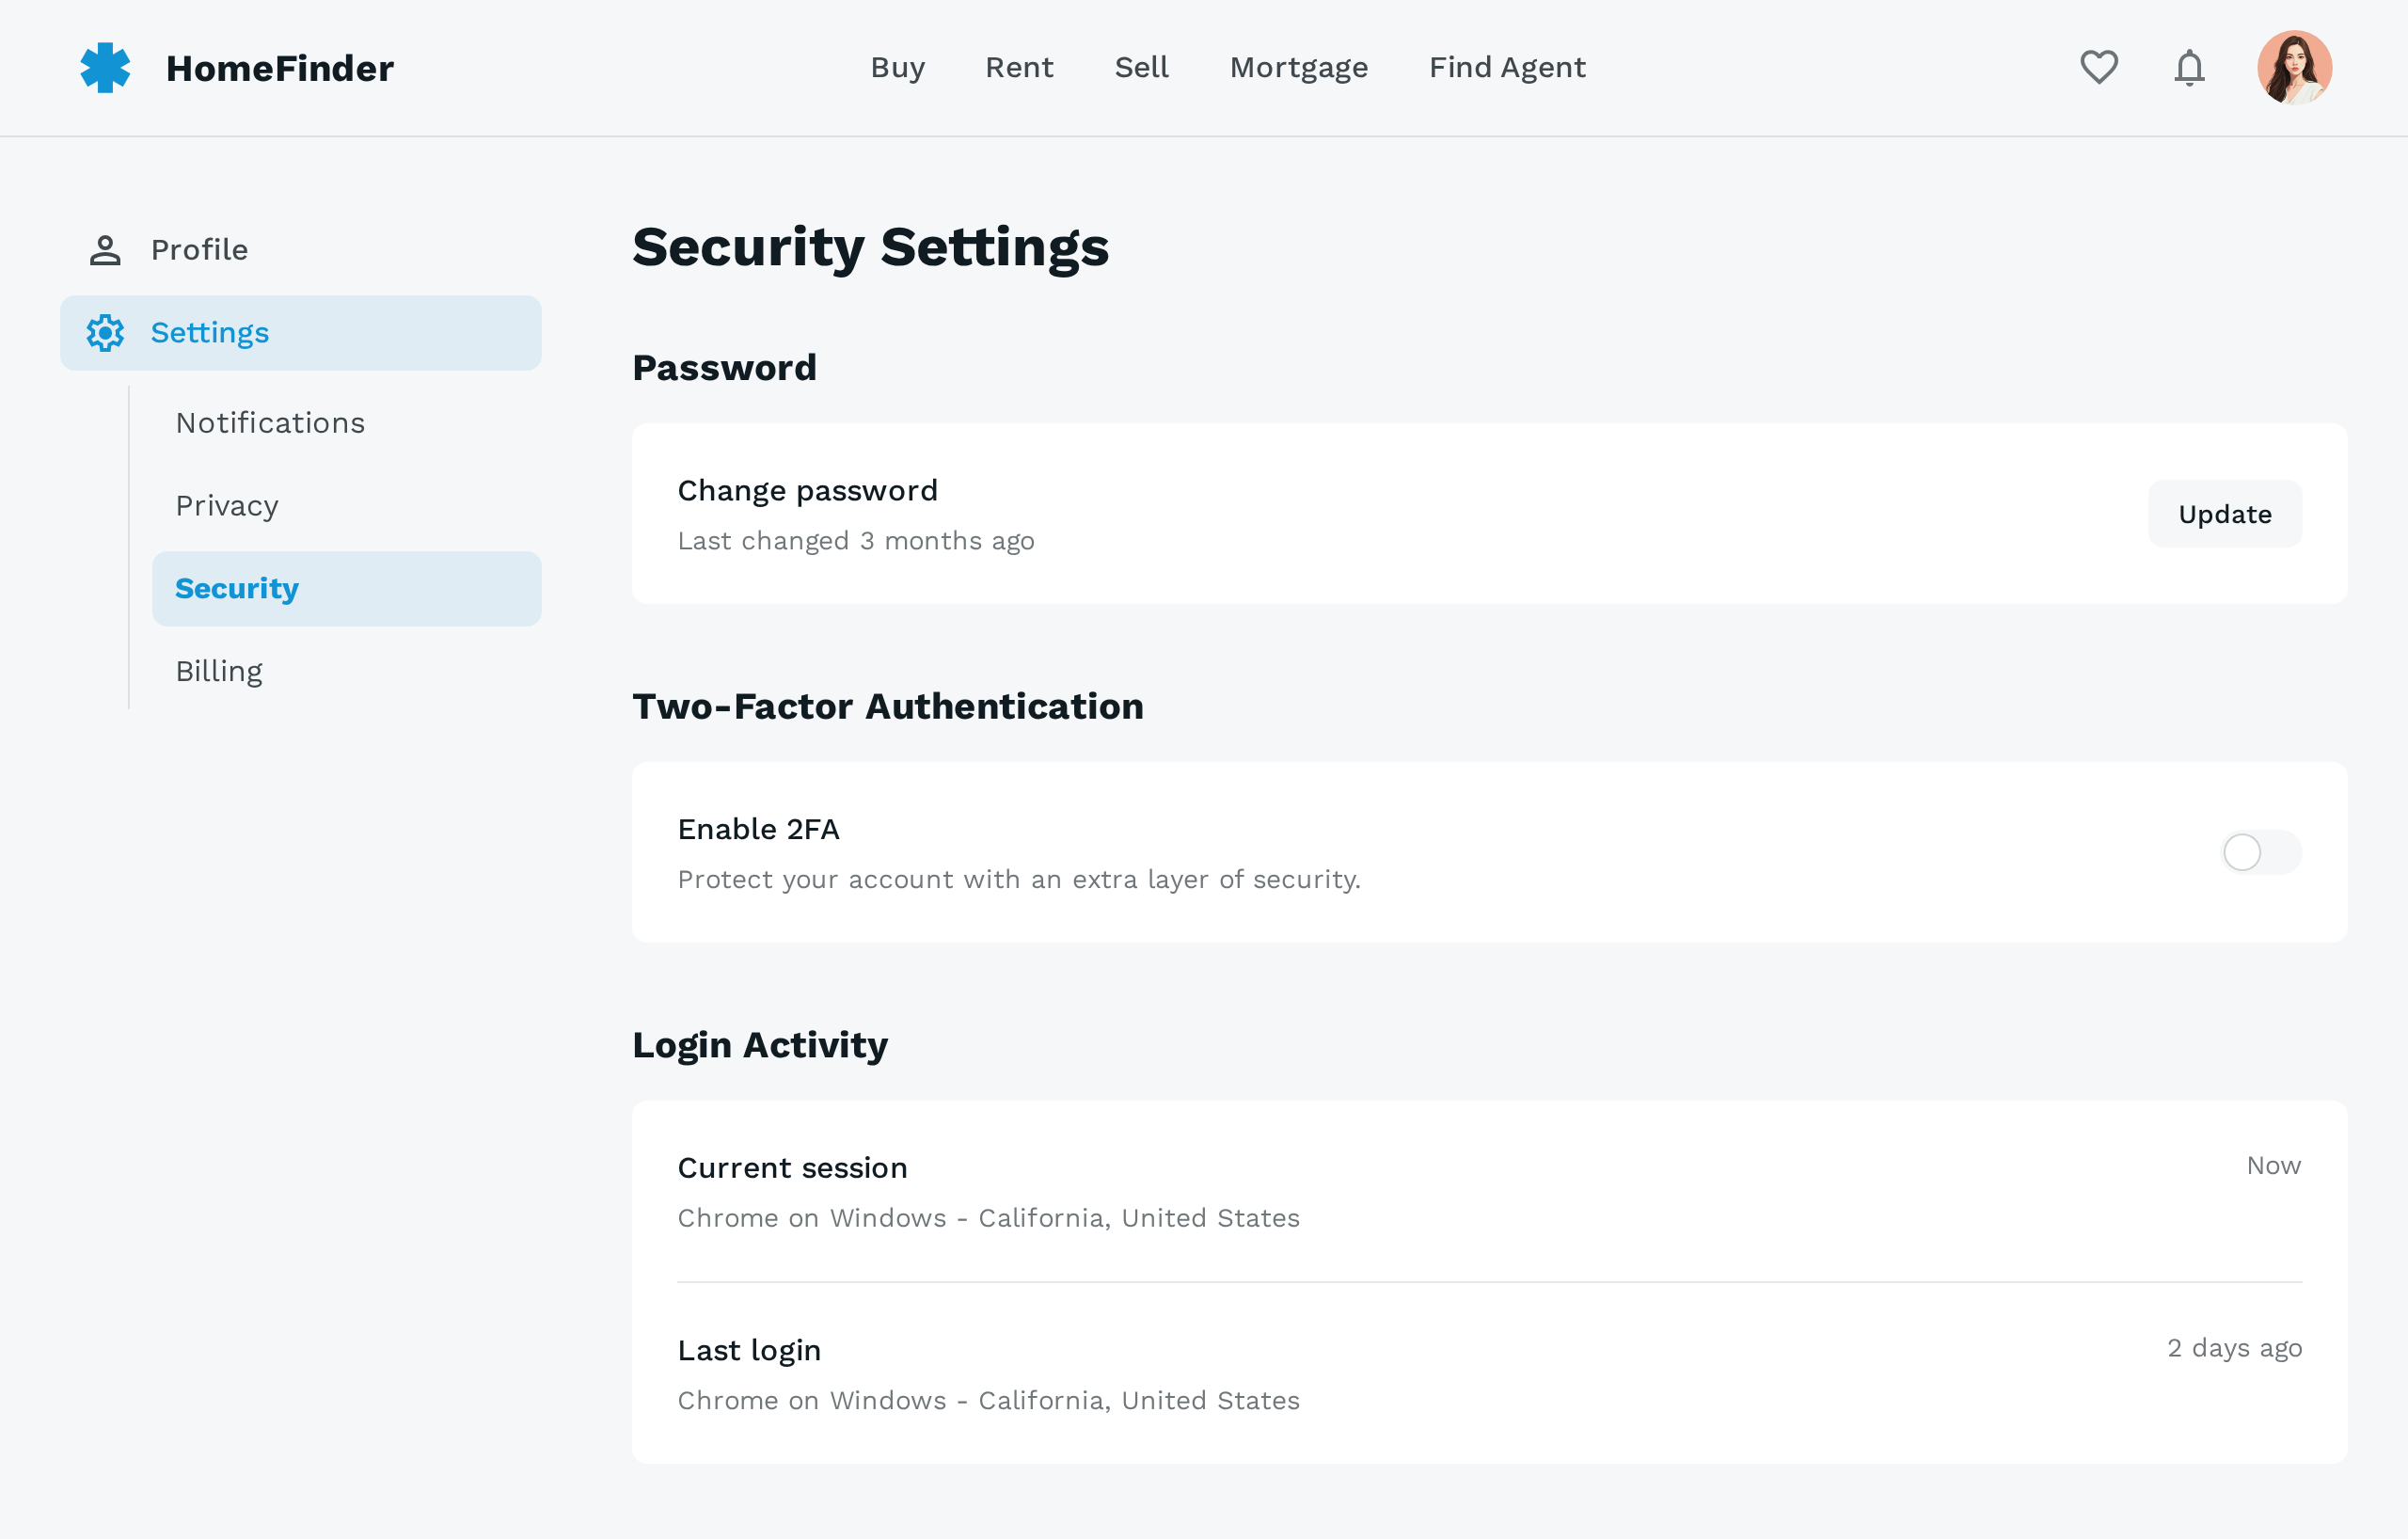 HomeFinder
Buy
Rent
Sell
Mortgage
Find Agent
Profile
Settings
Notifications
Privacy
Security
Billing
Security Settings
Password
Change password
Last changed 3 months ago
Update
Two-Factor Authentication
Enable 2FA
Protect your account with an extra layer of security.
Login Activity
Current session
Now
Chrome on Windows - California, United States
Last login
2 days ago
Chrome on Windows - California, United States